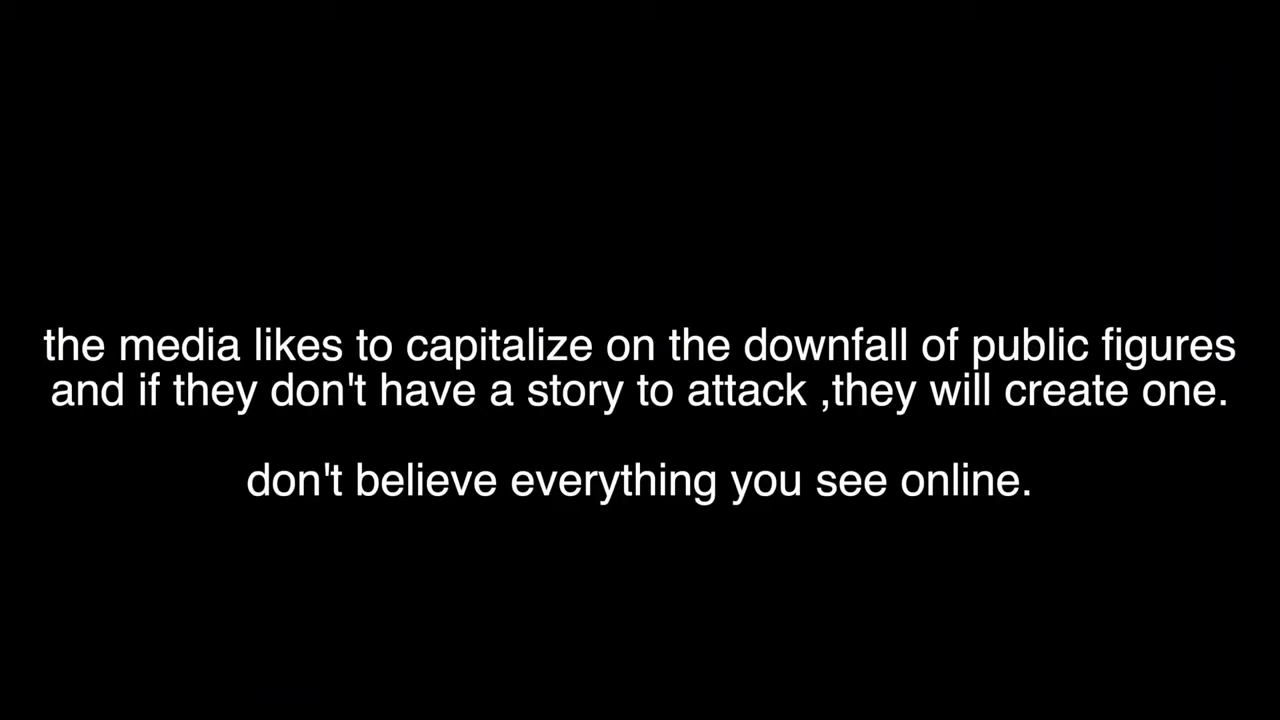 the media likes to capitalize on the downfall of public figures
and if they don't have a story to attack ,they will create one.
don't believe everything you see online.